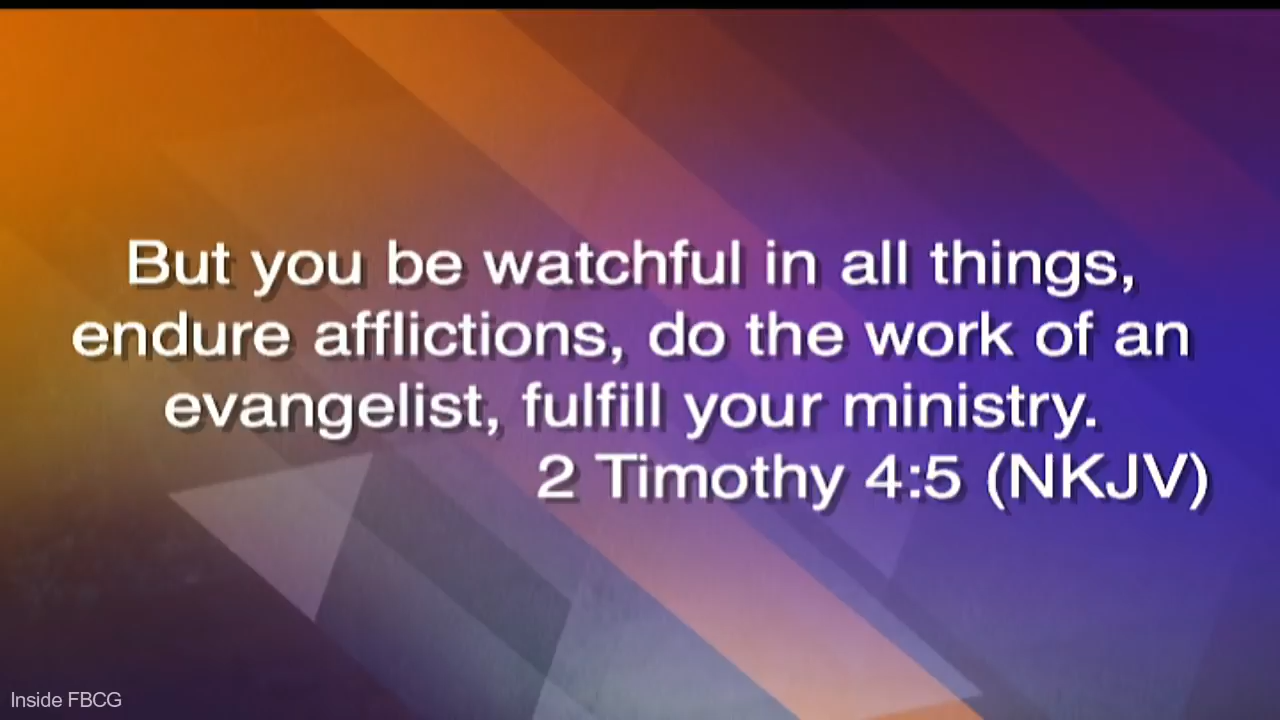 But you be watchful in all things,
endure afflictions, do the work of an
evangelist, fulfill your ministry.
2 Timothy 4:5 (NKJV)
Inside FBCG